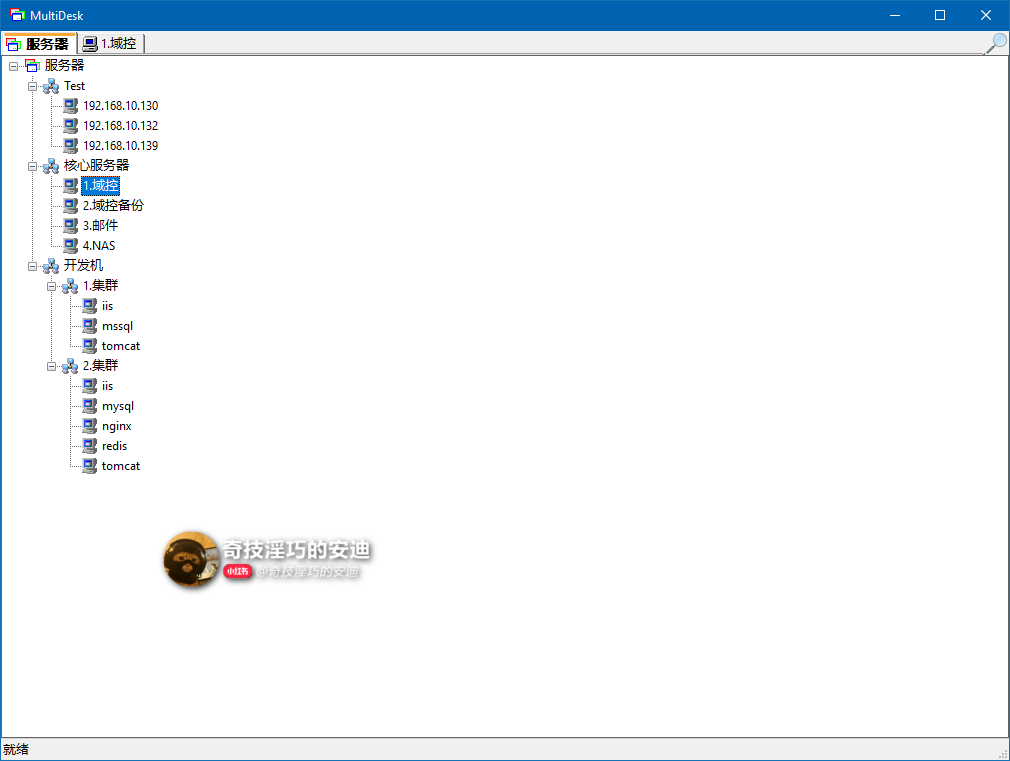 MultiDesk
服务器
1.域控
服务器
Test
192.168.10.130
192.168.10.132
192.168.10.139
核心服务器
1.域控
2.域控备份
3.邮件
4.NAS
开发机
1.集群
iis
mssql
tomcat
2.集群
iis
mysql
nginx
redis
tomcat
奇技淫巧的安迪
小红书 @奇技淫巧的安迪
就绪